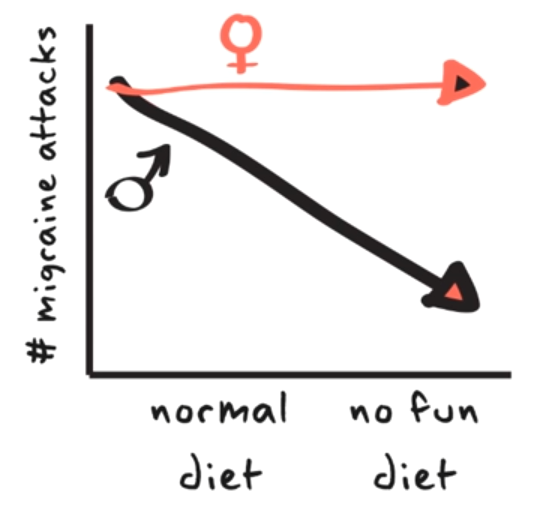 # migraine attacks
♀
♂
normal diet
no fun diet